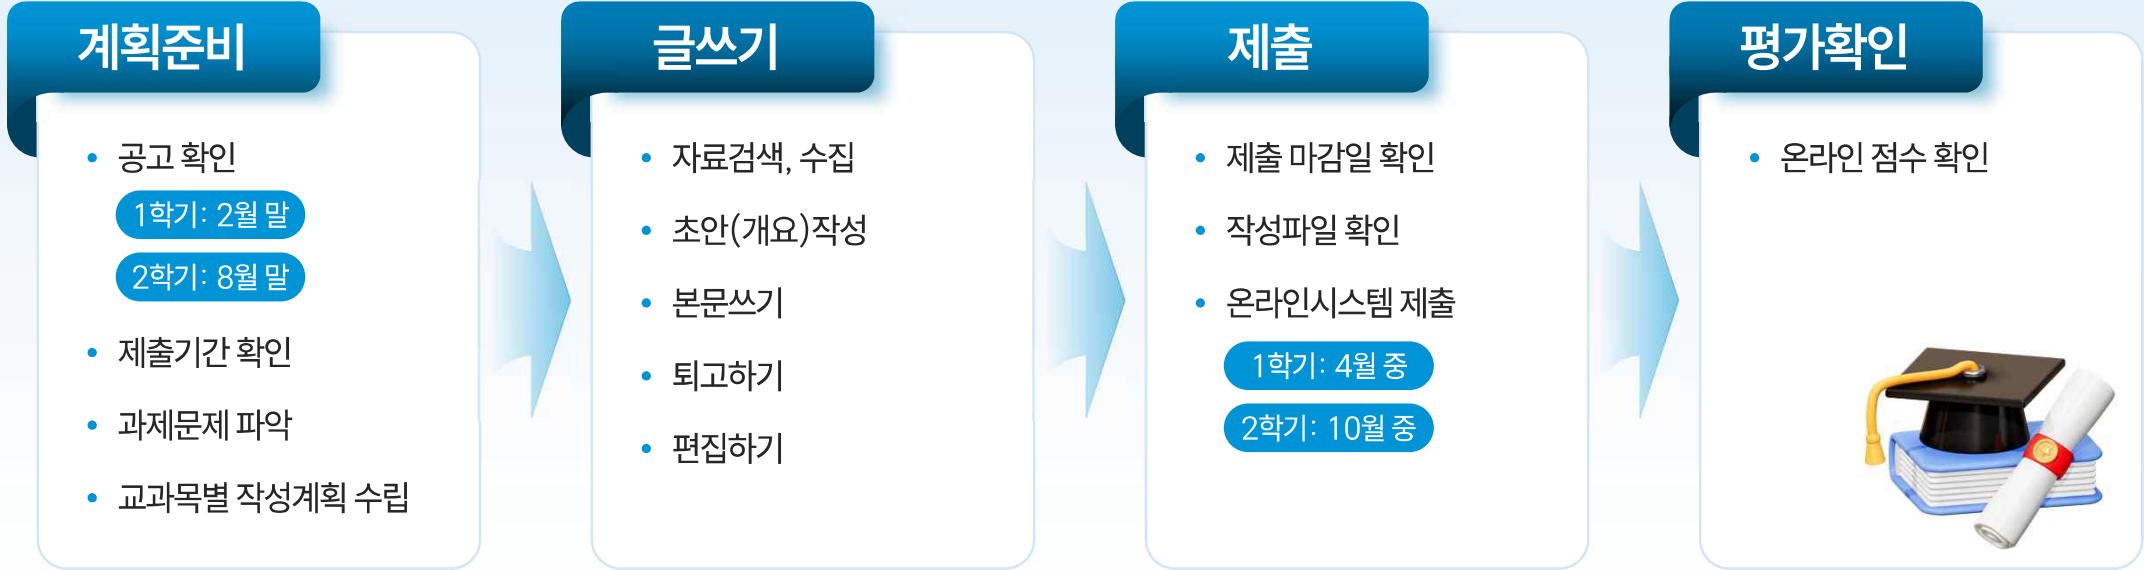 계획준비
• 공고 확인
1학기: 2월 말
2학기: 8월 말
• 제출기간 확인
• 과제문제 파악
• 교과목별 작성계획 수립
글쓰기
• 자료검색, 수집
• 초안(개요)작성
• 본문쓰기
• 퇴고하기
• 편집하기
제출
• 제출 마감일 확인
• 작성파일 확인
• 온라인시스템 제출
1학기: 4월 중
2학기: 10월 중
평가확인
• 온라인 점수 확인